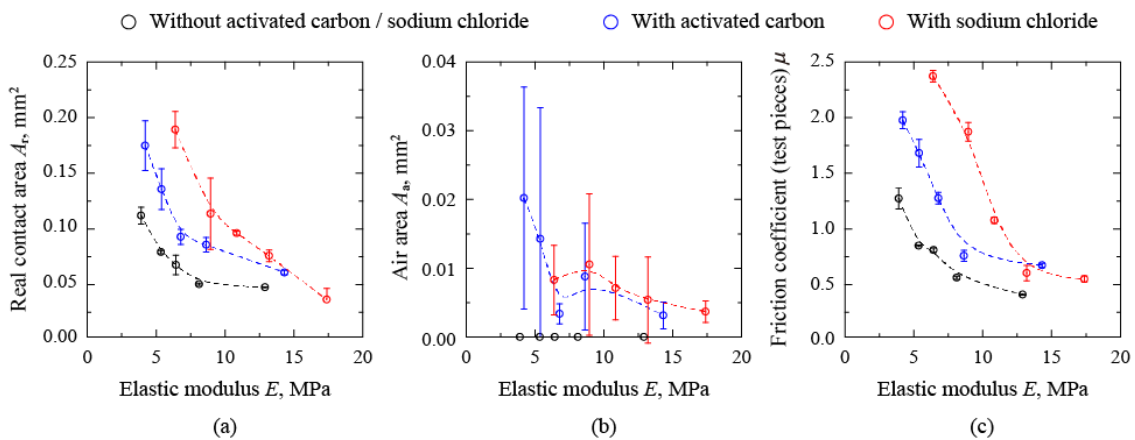 Without activated carbon / sodium chloride With activated carbon With sodium chloride
Real contact area Ar, mm²
0.25
0.20
0.15
0.10
0.05
0.00
0 5 10 15 20
Elastic modulus E, MPa
(a)
Air area Aa, mm²
0.04
0.03
0.02
0.01
0.00
0 5 10 15 20
Elastic modulus E, MPa
(b)
Friction coefficient (test pieces) μ
2.5
2.0
1.5
1.0
0.5
0.0
0 5 10 15 20
Elastic modulus E, MPa
(c)